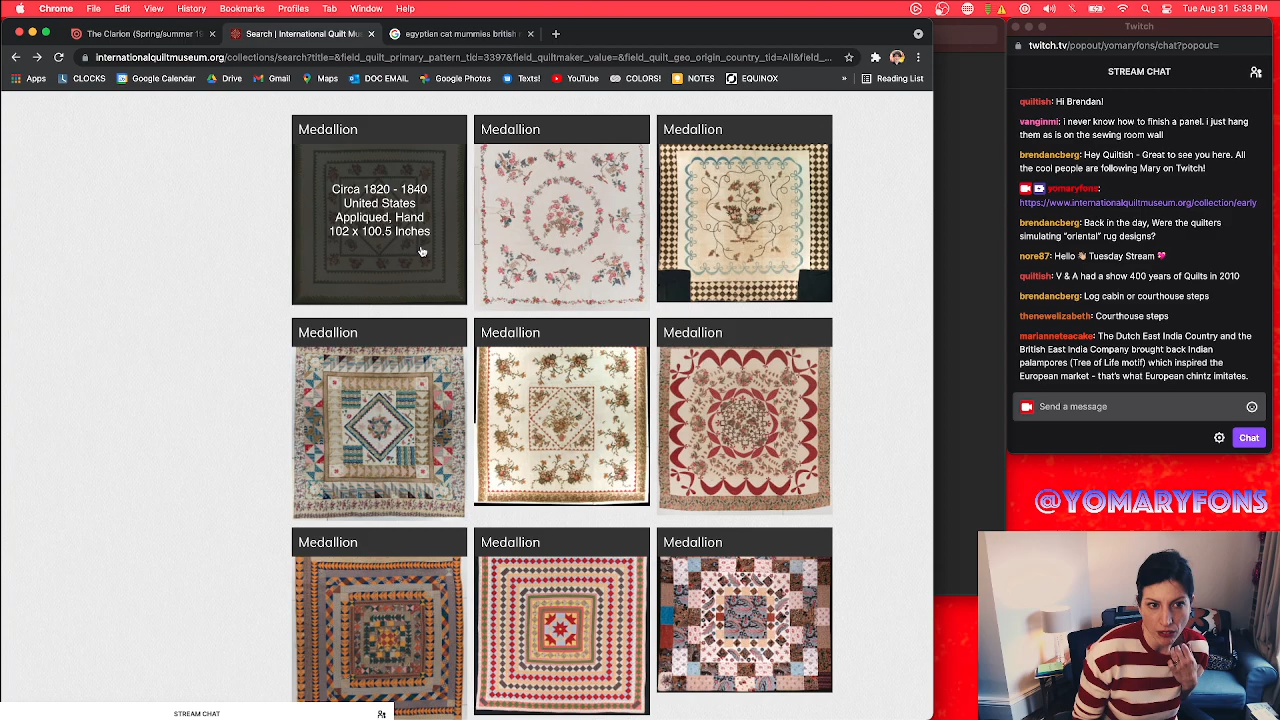 Chrome File Edit View History Bookmarks Profiles Tab Window Help
Tue Aug 31 5:33 PM
The Clarion (Spring/summer 19
Search | International Quilt Mu
egyptian cat mummies british
internationalquiltmuseum.org/collections/search?title=&field_quilt_primary_pattern_tid=3397&field_quiltmaker_value=&field_quilt_geo_origin_country_tid=All&field_...
Apps CLOCKS Google Calendar Drive Gmail Maps DOC EMAIL Google Photos Texts! YouTube COLORS! NOTES EQUINOX » Reading List
Medallion
Circa 1820 - 1840
United States
Appliqued, Hand
102 x 100.5 Inches
Medallion
Medallion
Medallion
Medallion
Medallion
Medallion
Medallion
Medallion
STREAM CHAT
Twitch
twitch.tv/popout/yomaryfons/chat?popout=
STREAM CHAT
quiltish: Hi Brendan!
vanginmi: i never know how to finish a panel. i just hang
them as is on the sewing room wall
brendancberg: Hey Quiltish - Great to see you here. All
the cool people are following Mary on Twitch!
yomaryfons:
https://www.internationalquiltmuseum.org/collection/early
brendancberg: Back in the day, Were the quilters
simulating "oriental" rug designs?
nore87: Hello 👋🏼 Tuesday Stream 💖
quiltish: V & A had a show 400 years of Quilts in 2010
brendancberg: Log cabin or courthouse steps
thenewelizabeth: Courthouse steps
marianneteacake: The Dutch East India Country and the
British East India Company brought back Indian
palampores (Tree of Life motif) which inspired the
European market - that's what European chintz imitates.
Send a message
Chat
@YOMARYFONS